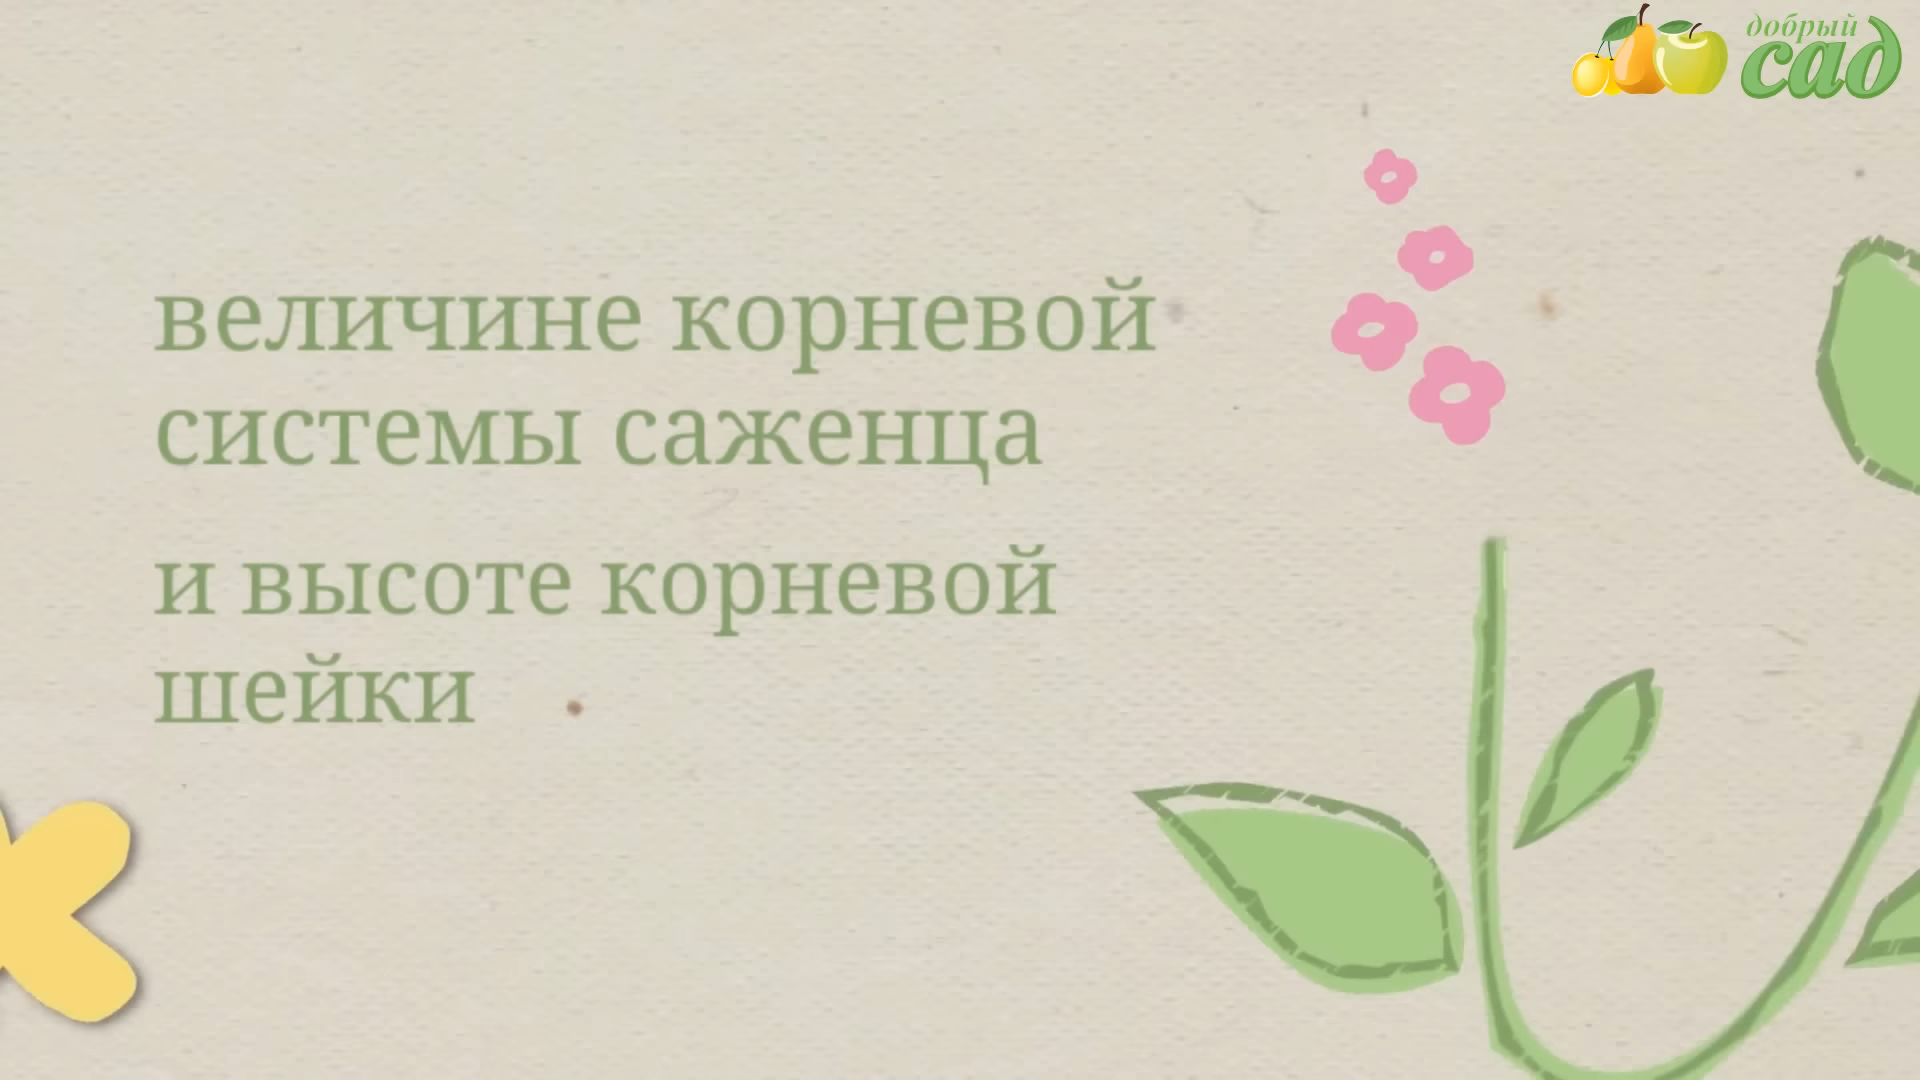 добрый
сад
величине корневой
системы саженца
и высоте корневой
шейки